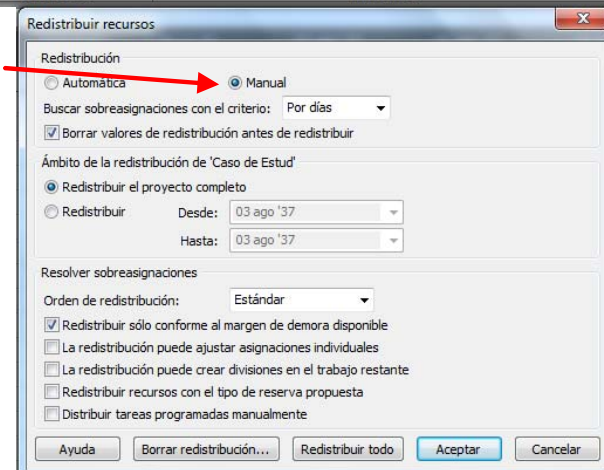 Redistribuir recursos
Redistribución
Automática Manual
Buscar sobreasignaciones con el criterio: Por días
Borrar valores de redistribución antes de redistribuir
Ámbito de la redistribución de 'Caso de Estud'
Redistribuir el proyecto completo
Redistribuir Desde: 03 ago '37
Hasta: 03 ago '37
Resolver sobreasignaciones
Orden de redistribución: Estándar
Redistribuir sólo conforme al margen de demora disponible
La redistribución puede ajustar asignaciones individuales
La redistribución puede crear divisiones en el trabajo restante
Redistribuir recursos con el tipo de reserva propuesta
Distribuir tareas programadas manualmente
Ayuda Borrar redistribución... Redistribuir todo Aceptar Cancelar